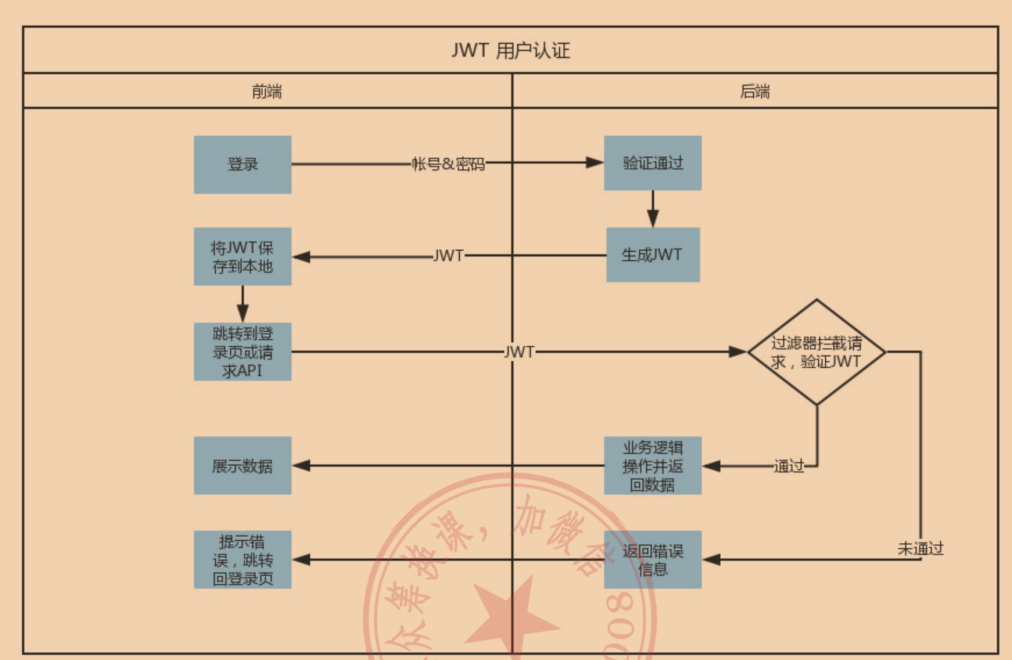 JWT 用户认证
前端
后端
登录
帐号&密码
验证通过
将JWT保
存到本地
JWT
生成JWT
跳转到登
录页或请
求API
JWT
过滤器拦截请
求，验证JWT
展示数据
业务逻辑
操作并返
回数据
通过
未通过
提示错
误，跳转
回登录页
返回错误
信息
众筹换课，加微信
008